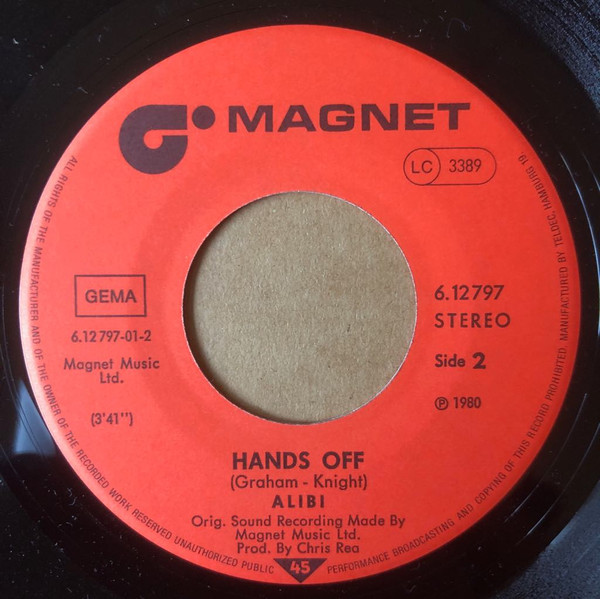 MAGNET
LC 3389
GEMA
6.12797-01-2
Magnet Music
Ltd.
(3'41'')
6.12797
STEREO
Side 2
℗ 1980
HANDS OFF
(Graham - Knight)
ALIBI
Orig. Sound Recording Made By
Magnet Music Ltd.
Prod. By Chris Rea
45
ALL RIGHTS OF THE MANUFACTURER AND OF THE OWNER OF THE RECORDED WORK RESERVED UNAUTHORIZED PUBLIC PERFORMANCE BROADCASTING AND COPYING OF THIS RECORD PROHIBITED. MANUFACTURED BY TELDEC, HAMBURG 19.